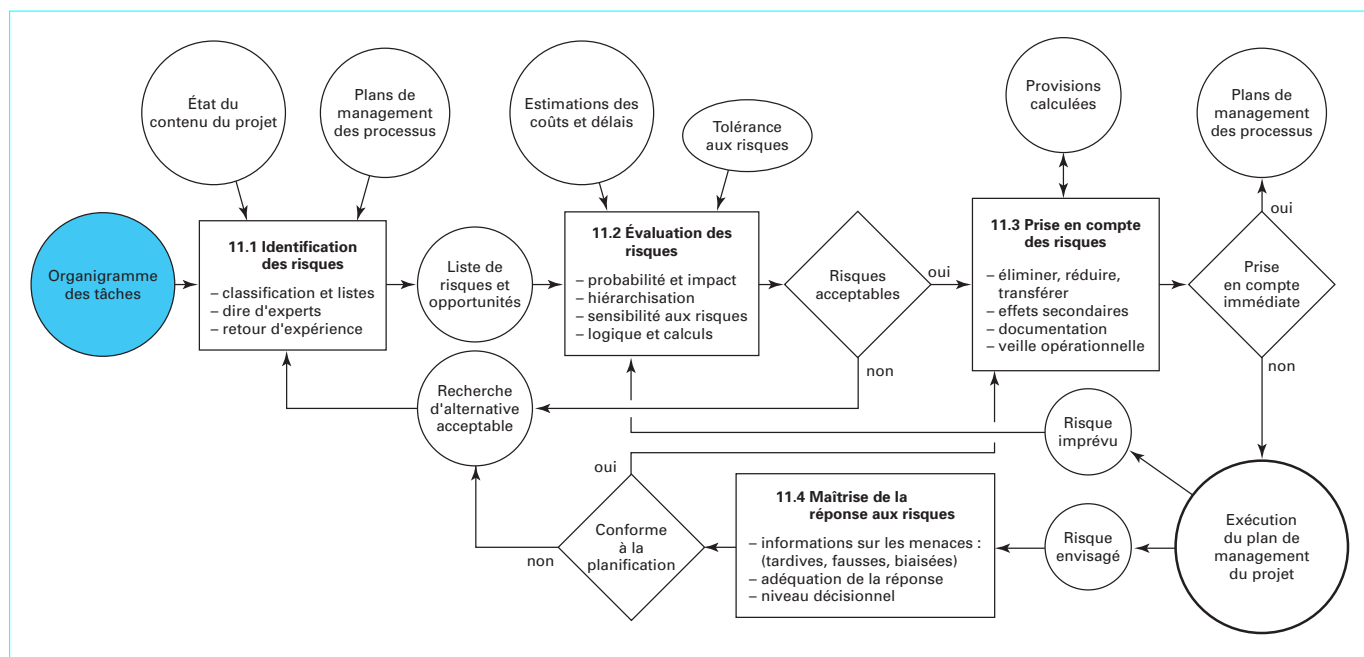 État du
contenu du projet
Plans de
management
des processus
Estimations des
coûts et délais
Tolérance
aux risques
Provisions
calculées
Plans de
management
des processus
Organigramme
des tâches
11.1 Identification
des risques
– classification et listes
– dire d'experts
– retour d'expérience
Liste de
risques et
opportunités
11.2 Évaluation des
risques
– probabilité et impact
– hiérarchisation
– sensibilité aux risques
– logique et calculs
Risques
acceptables
oui
non
11.3 Prise en compte
des risques
– éliminer, réduire,
transférer
– effets secondaires
– documentation
– veille opérationnelle
oui
Prise
en compte
immédiate
non
Recherche
d'alternative
acceptable
Risque
imprévu
oui
Conforme
à la
planification
non
11.4 Maîtrise de la
réponse aux risques
– informations sur les menaces :
(tardives, fausses, biaisées)
– adéquation de la réponse
– niveau décisionnel
Risque
envisagé
Exécution
du plan de
management
du projet